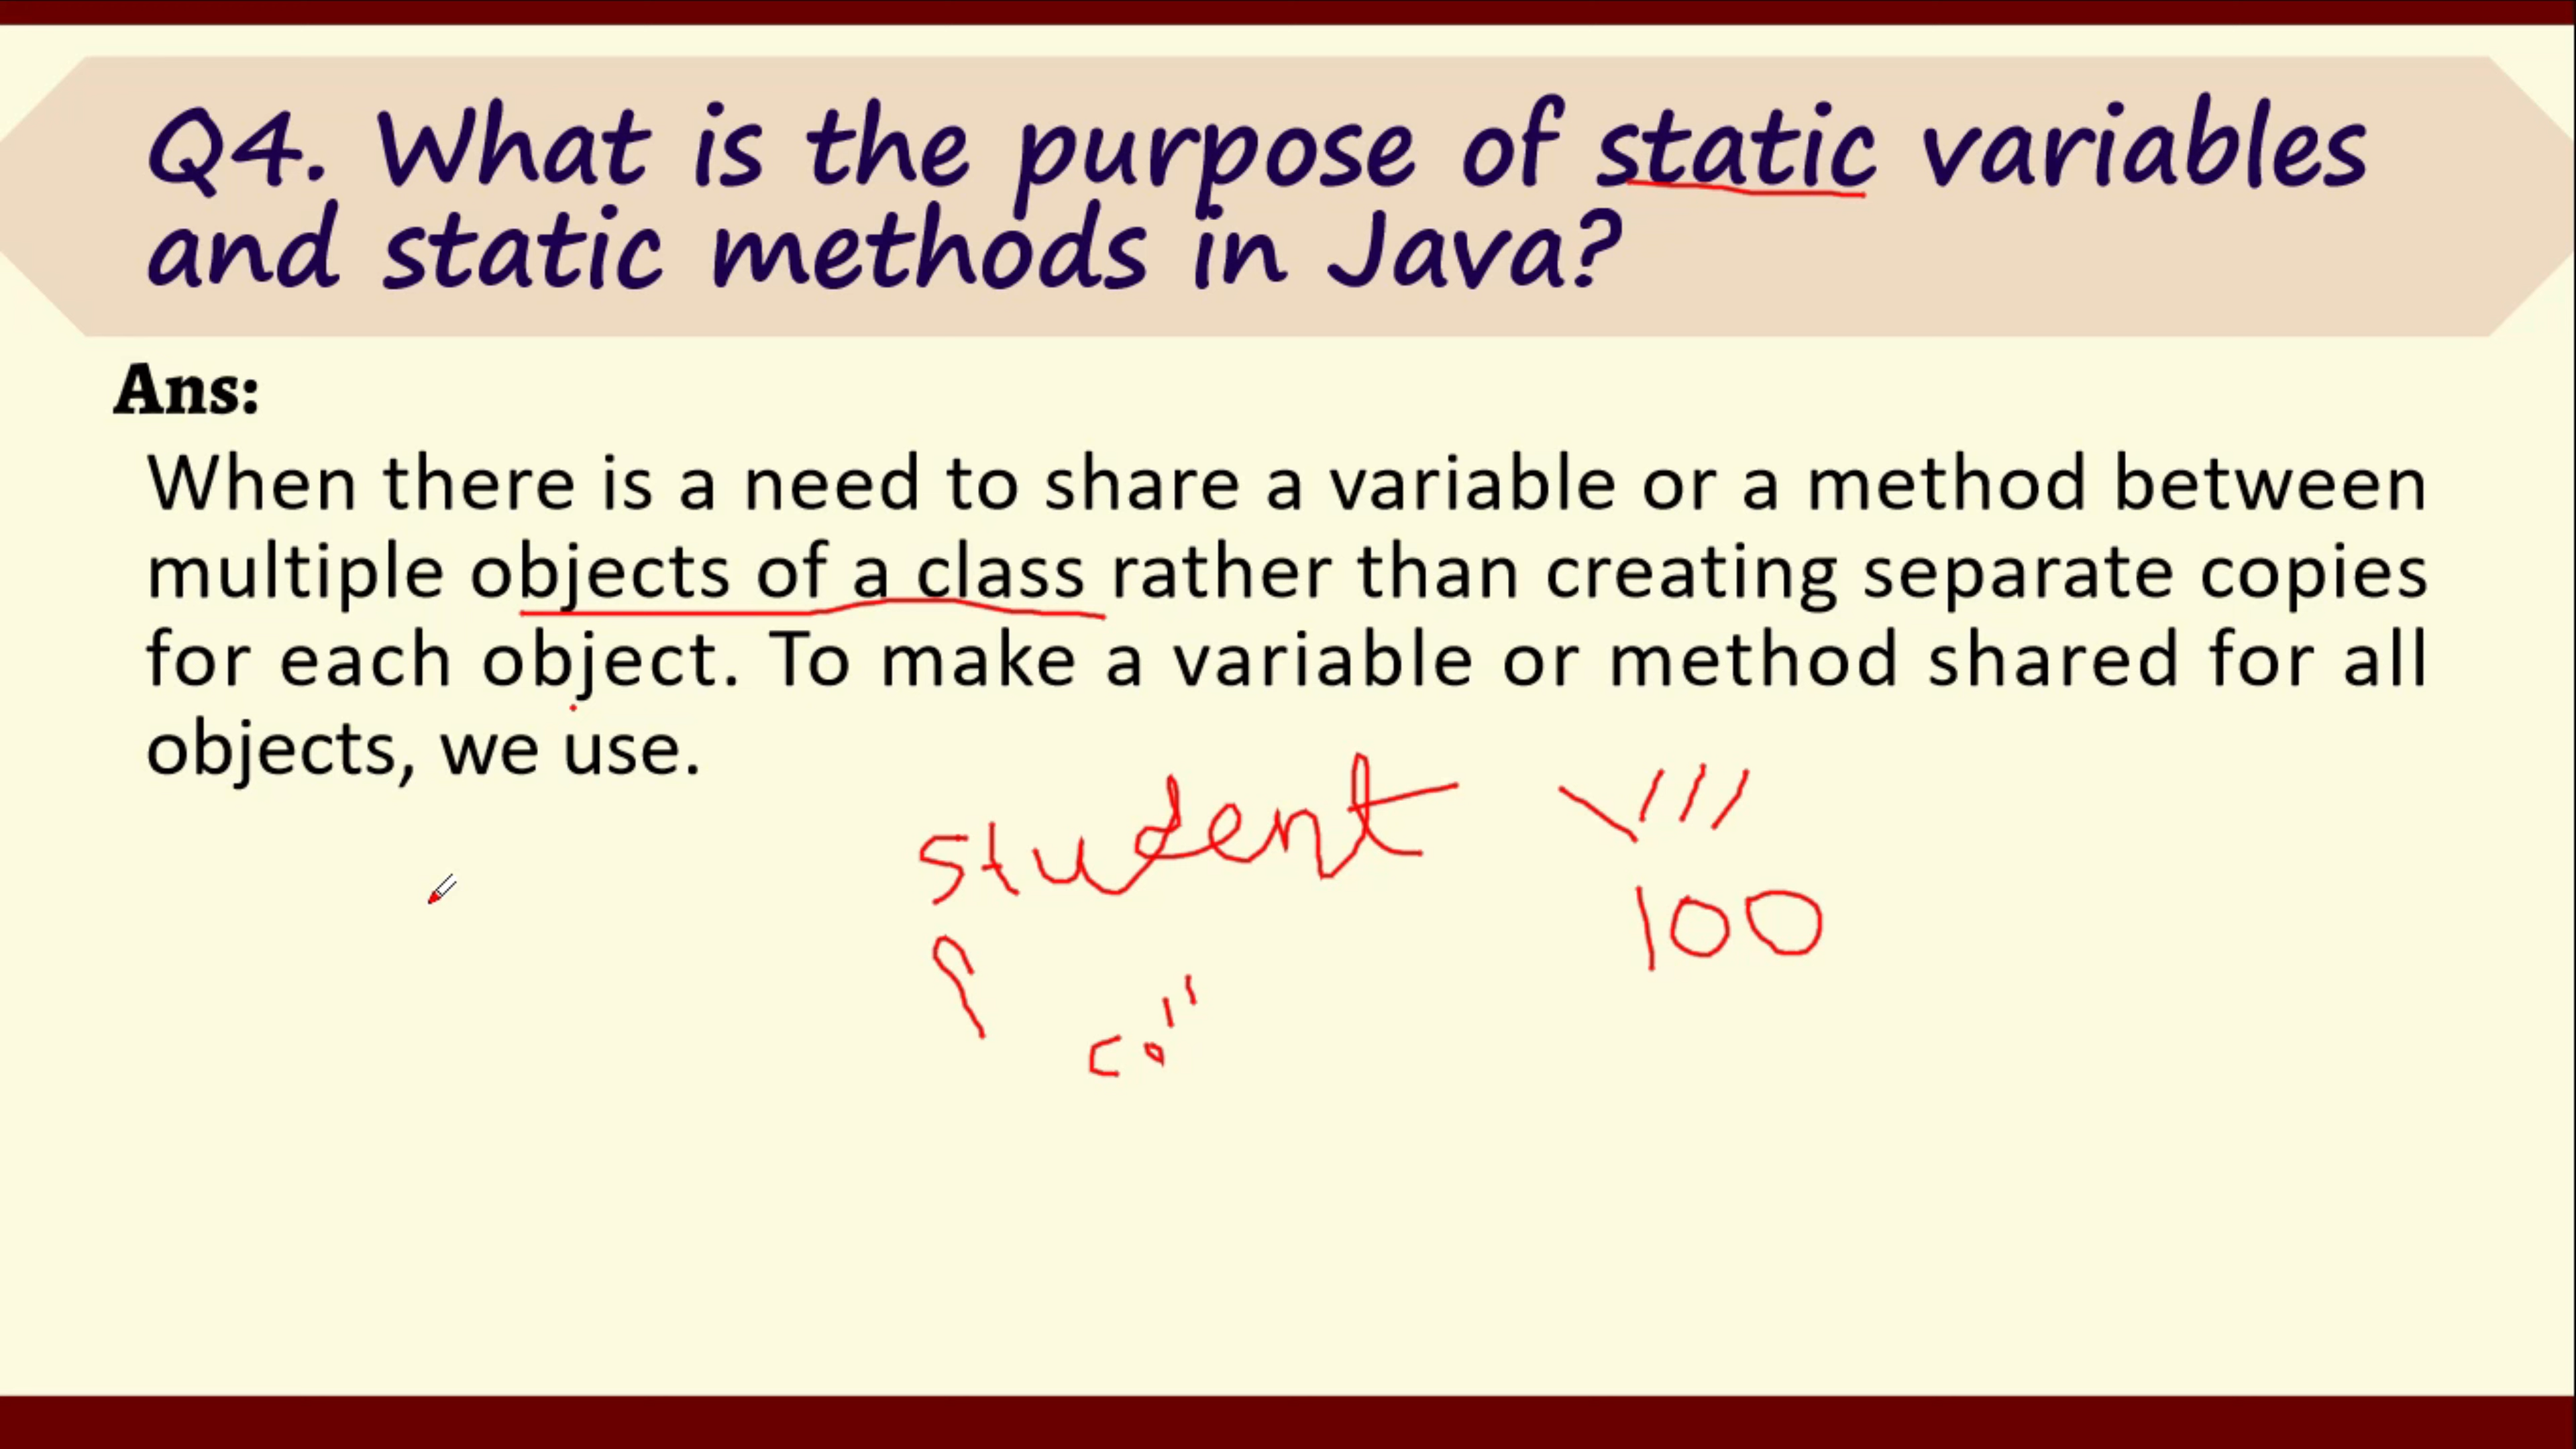 Q4. What is the purpose of static variables
and static methods in Java?
Ans:
When there is a need to share a variable or a method between
multiple objects of a class rather than creating separate copies
for each object. To make a variable or method shared for all
objects, we use.
student
100